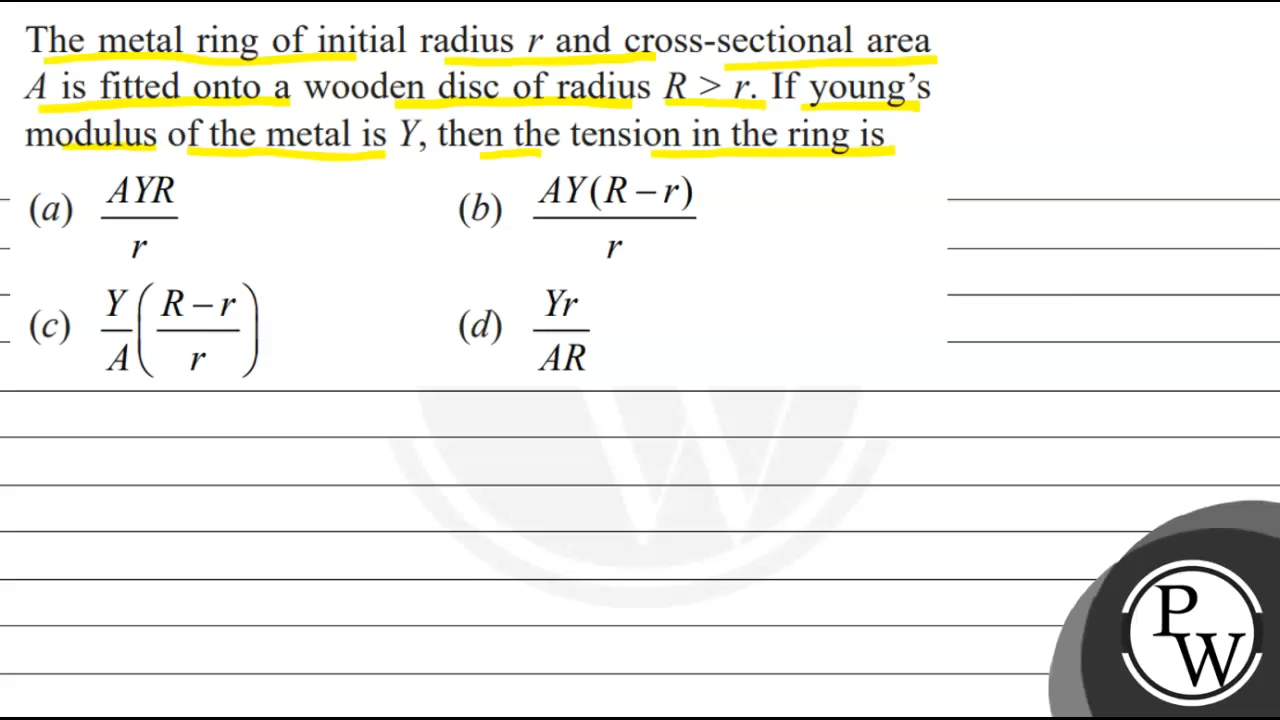 The metal ring of initial radius r and cross-sectional area
A is fitted onto a wooden disc of radius R > r. If young’s
modulus of the metal is Y, then the tension in the ring is
(a) AYR/r (b) AY(R – r)/r
(c) Y/A (R – r/r) (d) Yr/AR
W
P
W